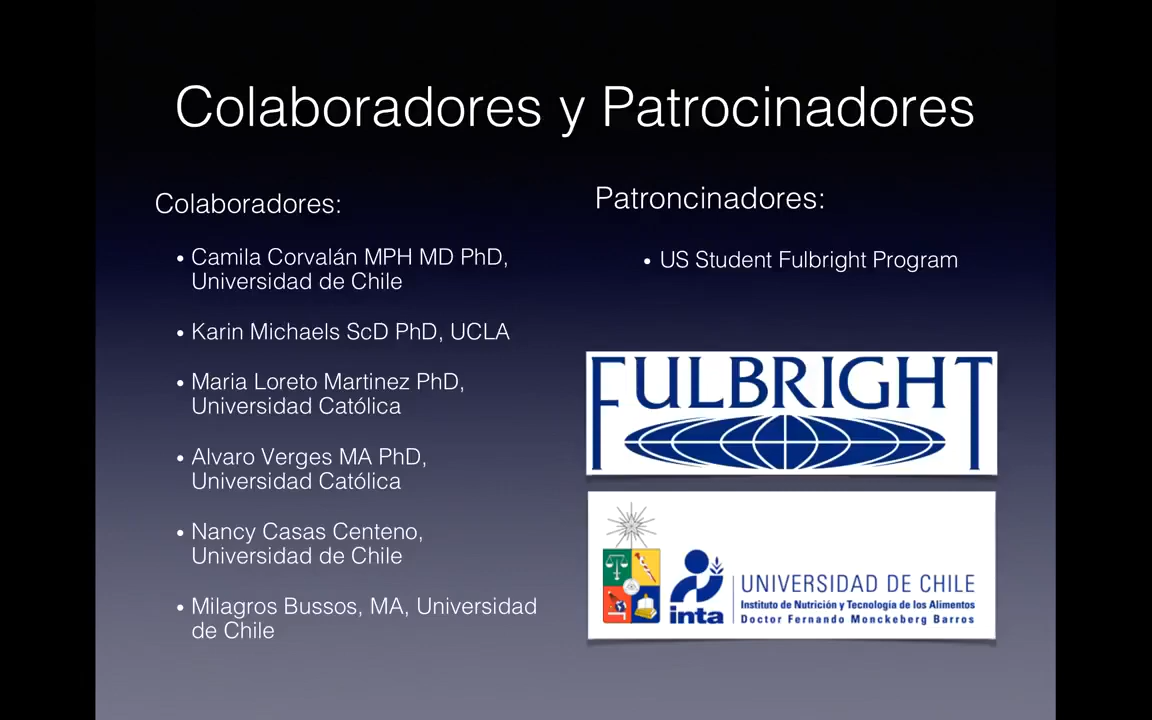 Colaboradores y Patrocinadores
Colaboradores:
• Camila Corvalán MPH MD PhD,
Universidad de Chile
• Karin Michaels ScD PhD, UCLA
• Maria Loreto Martinez PhD,
Universidad Católica
• Alvaro Verges MA PhD,
Universidad Católica
• Nancy Casas Centeno,
Universidad de Chile
• Milagros Bussos, MA, Universidad
de Chile
Patroncinadores:
• US Student Fulbright Program
FULBRIGHT
inta
UNIVERSIDAD DE CHILE
Instituto de Nutrición y Tecnología de los Alimentos
Doctor Fernando Monckeberg Barros